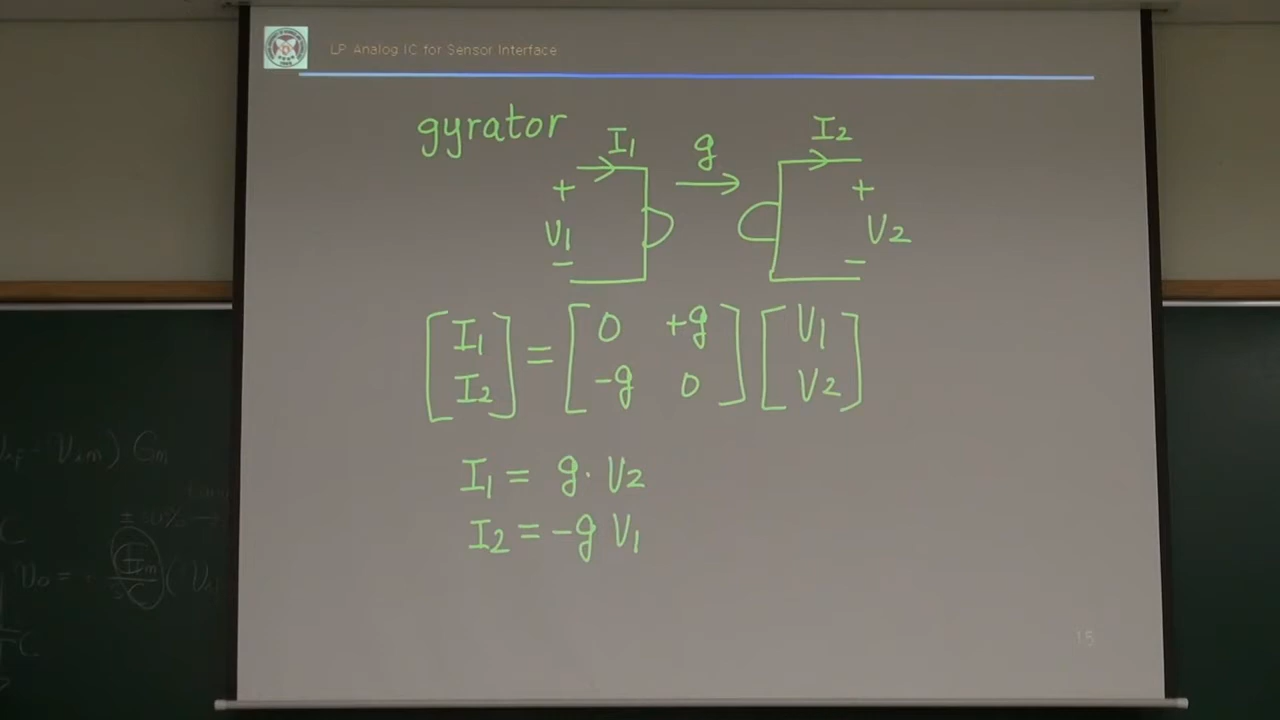 LP Analog IC for Sensor Interface
gyrator
I1 g I2
+ +
V1 V2
− −
[I1 I2] = [0 +g -g 0] [V1 V2]
I1 = g· V2
I2 = -g V1
15